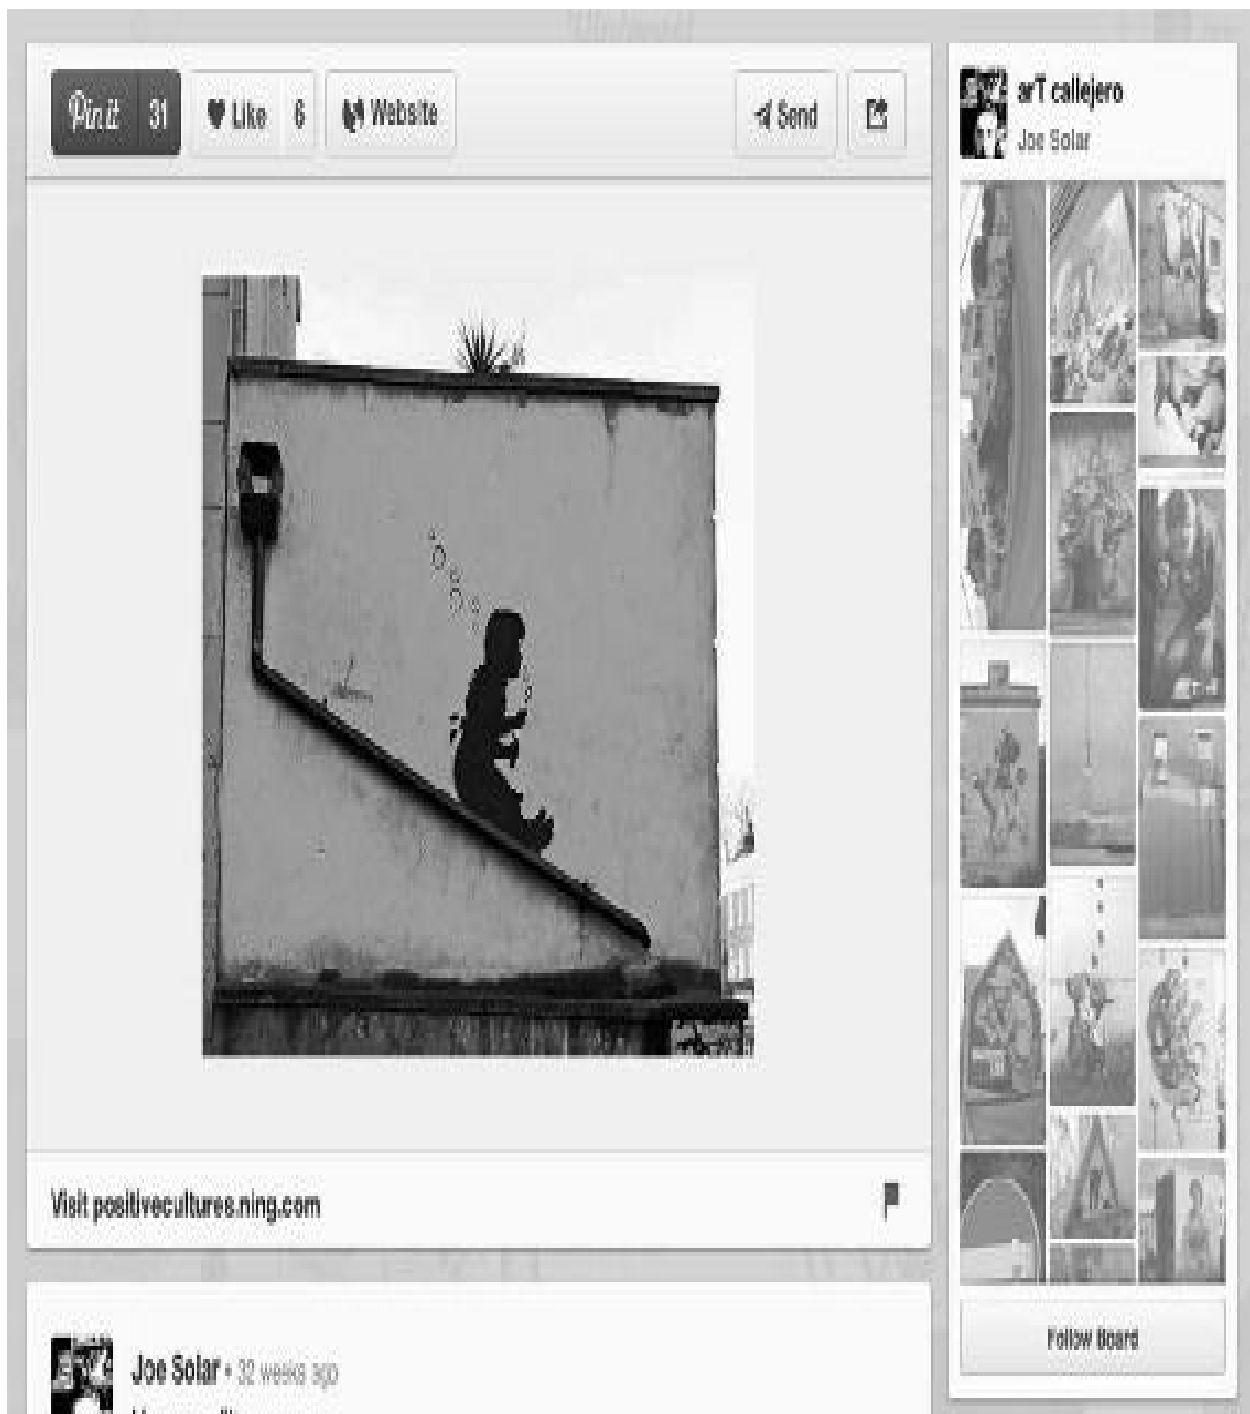 Pin it 31 Like 6 Website Send
Visit positivecultures.ning.com
Joe Solar • 32 weeks ago
arT callejero
Joe Solar
Follow Board